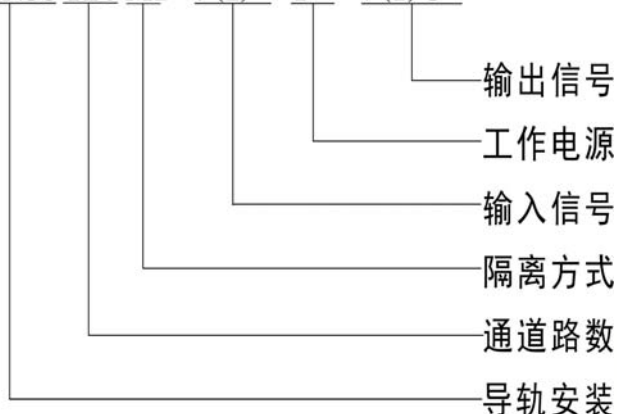 输出信号
工作电源
输入信号
隔离方式
通道路数
导轨安装